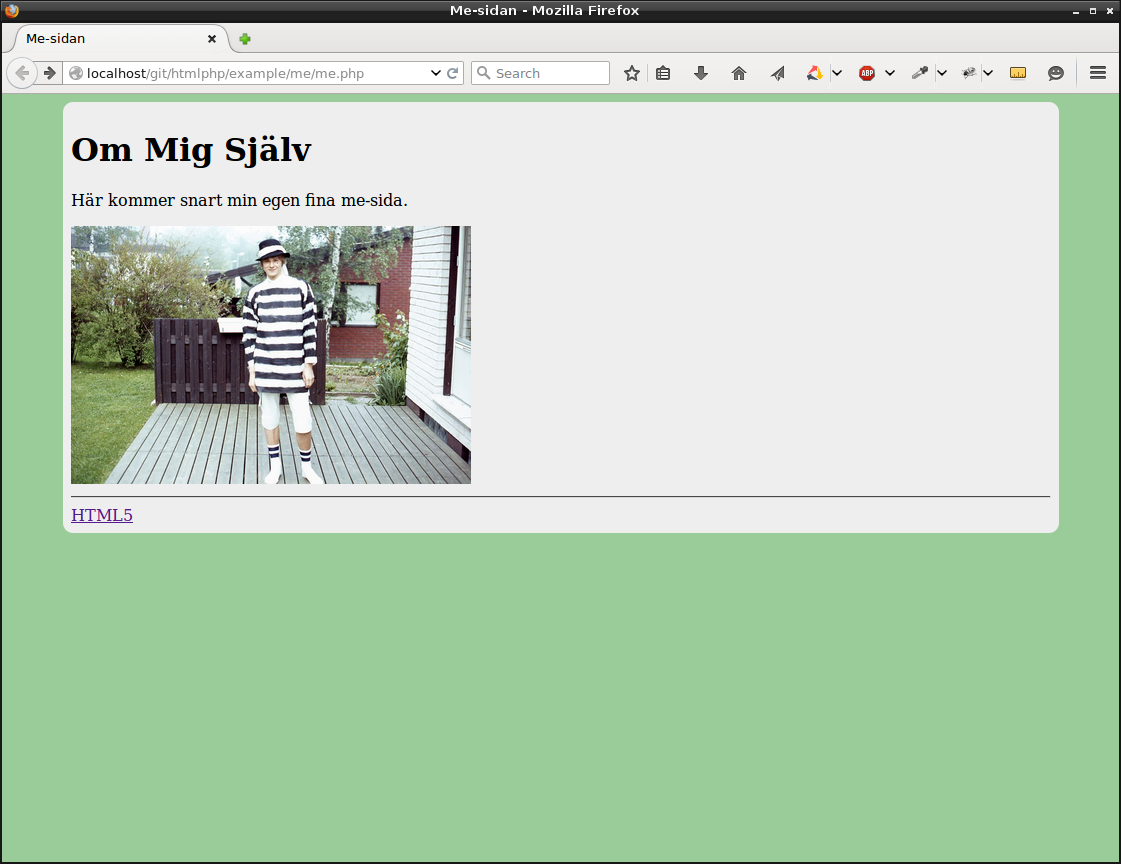 Me-sidan - Mozilla Firefox
Me-sidan
localhost/git/htmlphp/example/me/me.php
Search
ABP
Om Mig Själv
Här kommer snart min egen fina me-sida.
HTML5